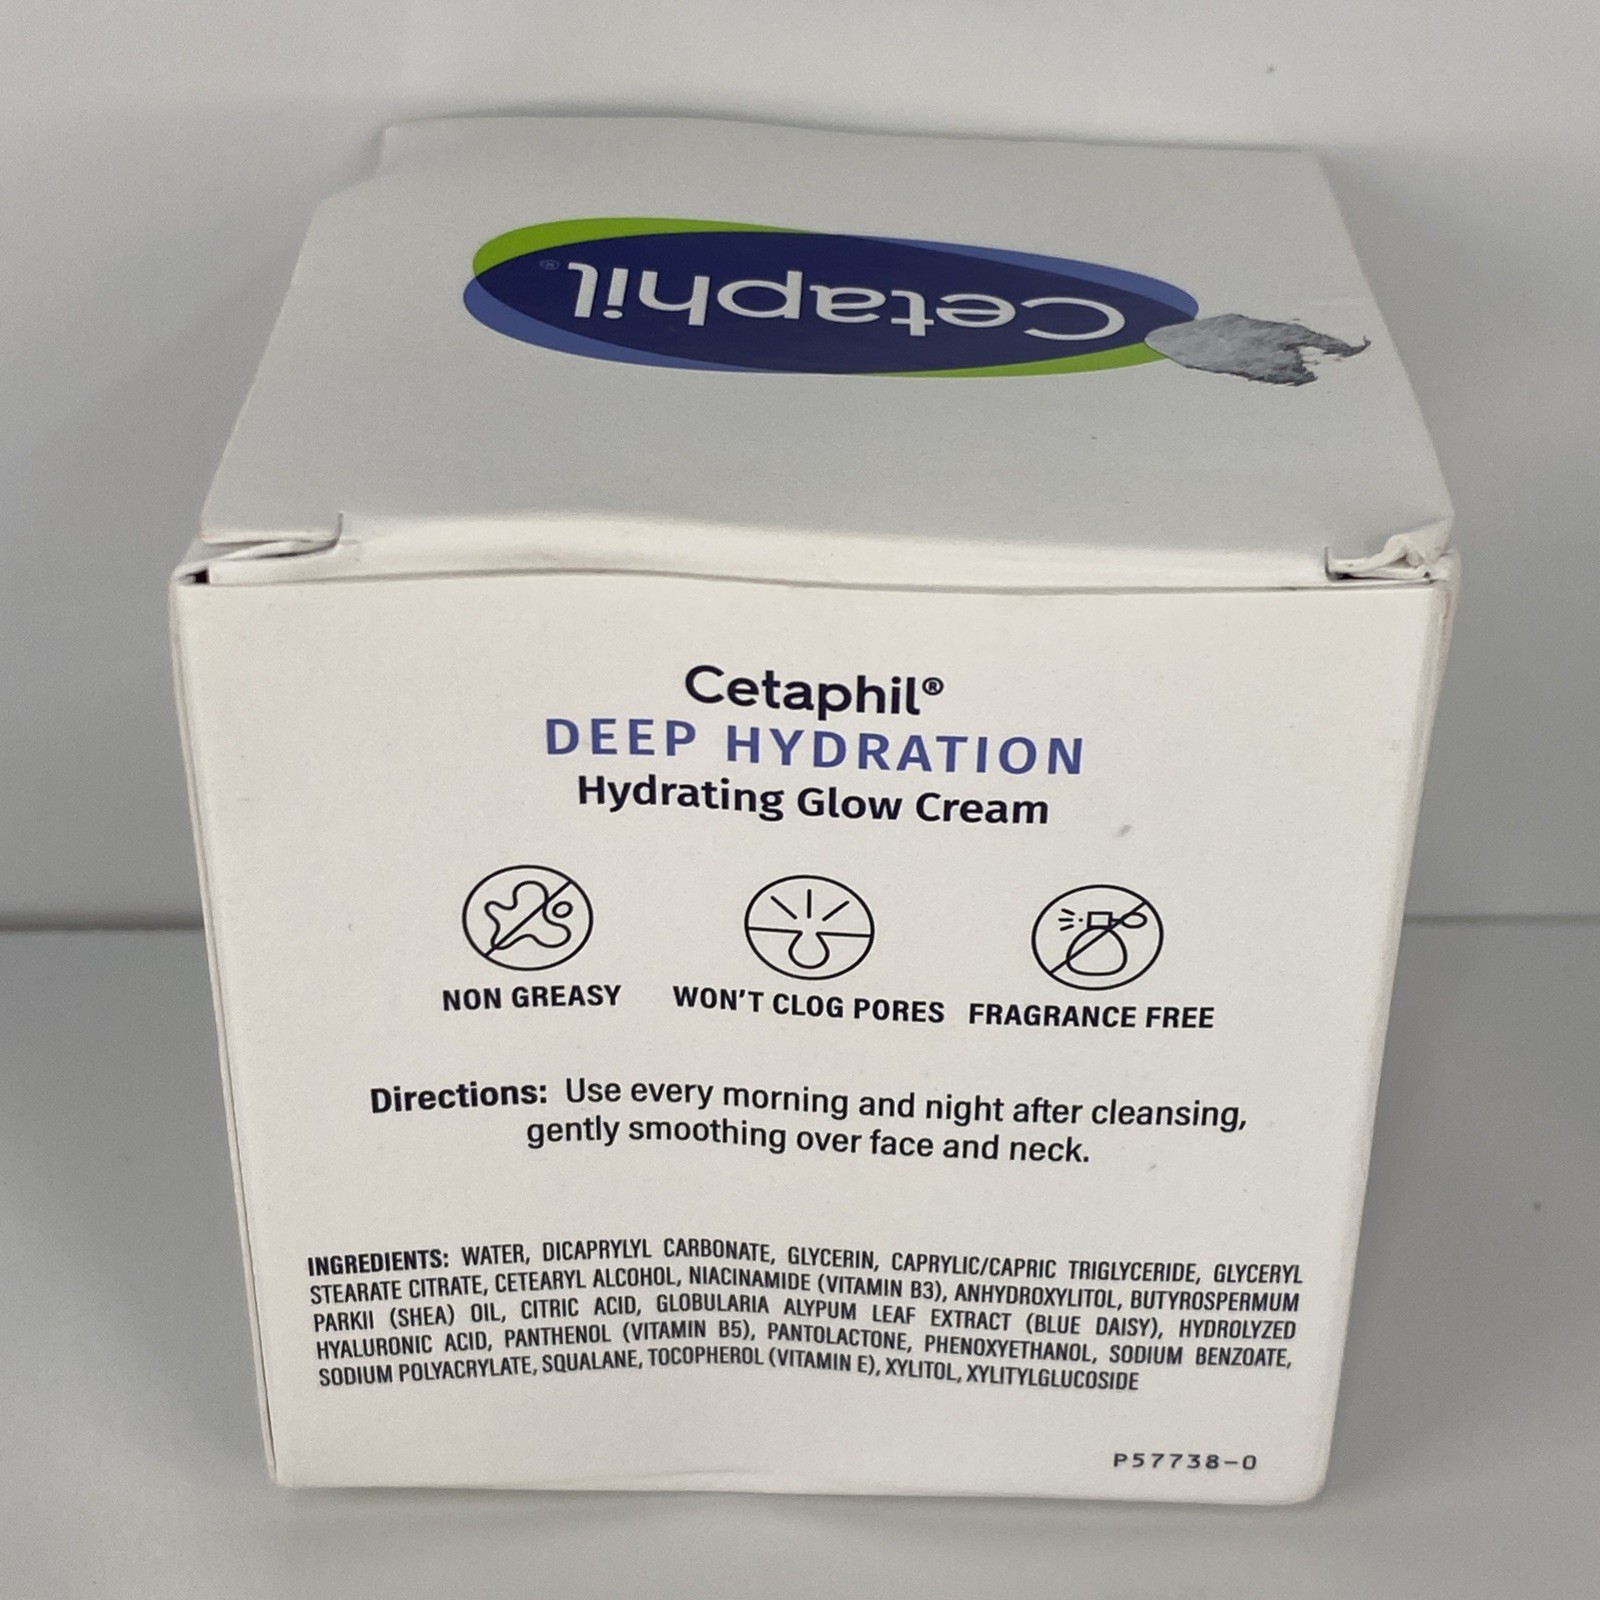 Cetaphil®
Cetaphil®
DEEP HYDRATION
Hydrating Glow Cream
NON GREASY WON'T CLOG PORES FRAGRANCE FREE
Directions: Use every morning and night after cleansing,
gently smoothing over face and neck.
INGREDIENTS: WATER, DICAPRYLYL CARBONATE, GLYCERIN, CAPRYLIC/CAPRIC TRIGLYCERIDE, GLYCERYL
STEARATE CITRATE, CETEARYL ALCOHOL, NIACINAMIDE (VITAMIN B3), ANHYDROXYLITOL, BUTYROSPERMUM
PARKII (SHEA) OIL, CITRIC ACID, GLOBULARIA ALYPUM LEAF EXTRACT (BLUE DAISY), HYDROLYZED
HYALURONIC ACID, PANTHENOL (VITAMIN B5), PANTOLACTONE, PHENOXYETHANOL, SODIUM BENZOATE,
SODIUM POLYACRYLATE, SQUALANE, TOCOPHEROL (VITAMIN E), XYLITOL, XYLITYLGLUCOSIDE
P57738-0